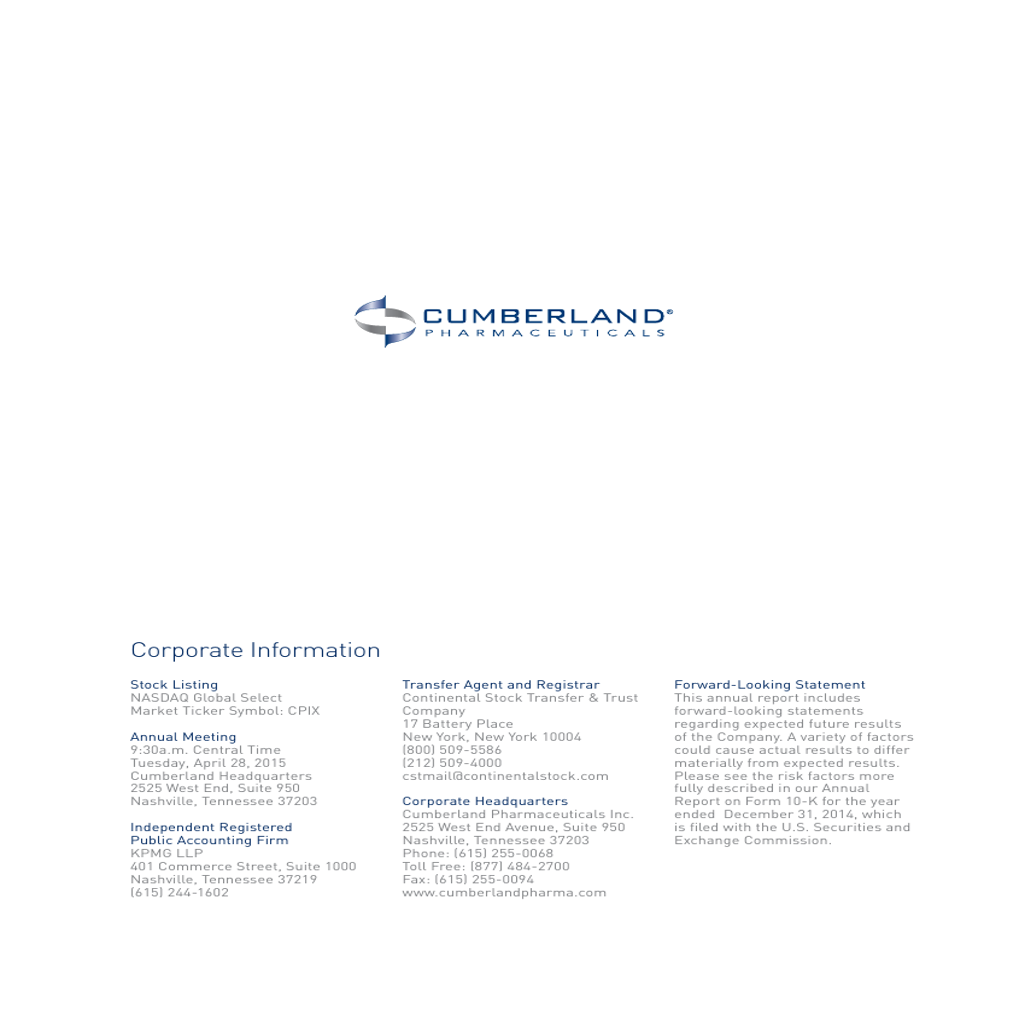 CUMBERLAND®
PHARMACEUTICALS
Corporate Information
Stock Listing
NASDAQ Global Select
Market Ticker Symbol: CPIX
Annual Meeting
9:30a.m. Central Time
Tuesday, April 28, 2015
Cumberland Headquarters
2525 West End, Suite 950
Nashville, Tennessee 37203
Independent Registered
Public Accounting Firm
KPMG LLP
401 Commerce Street, Suite 1000
Nashville, Tennessee 37219
(615) 244-1602
Transfer Agent and Registrar
Continental Stock Transfer & Trust
Company
17 Battery Place
New York, New York 10004
(800) 509-5586
(212) 509-4000
cstmail@continentalstock.com
Corporate Headquarters
Cumberland Pharmaceuticals Inc.
2525 West End Avenue, Suite 950
Nashville, Tennessee 37203
Phone: (615) 255-0068
Toll Free: (877) 484-2700
Fax: (615) 255-0094
www.cumberlandpharma.com
Forward-Looking Statement
This annual report includes
forward-looking statements
regarding expected future results
of the Company. A variety of factors
could cause actual results to differ
materially from expected results.
Please see the risk factors more
fully described in our Annual
Report on Form 10-K for the year
ended  December 31, 2014, which
is filed with the U.S. Securities and
Exchange Commission.